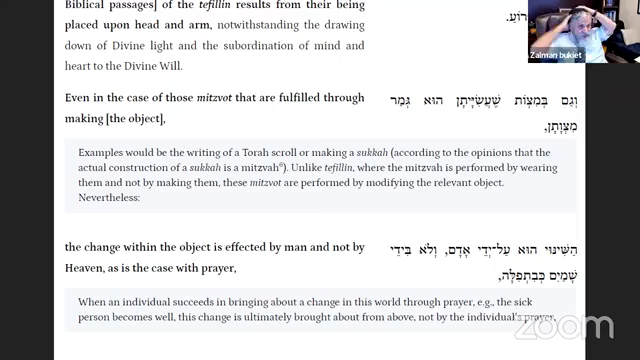 Biblical passages] of the tefillin results from their being
placed upon head and arm, notwithstanding the drawing
down of Divine light and the subordination of mind and
heart to the Divine Will.
Zalman bukiet
Even in the case of those mitzvot that are fulfilled through
making [the object],
וְגַם בְּמִצְוֹת שֶׁעֲשִׂיָּיתָן הוּא גְּמַר
מִצְוָתָן,
Examples would be the writing of a Torah scroll or making a sukkah (according to the opinions that the
actual construction of a sukkah is a mitzvah6). Unlike tefillin, where the mitzvah is performed by wearing
them and not by making them, these mitzvot are performed by modifying the relevant object.
Nevertheless:
the change within the object is effected by man and not by
Heaven, as is the case with prayer,
הַשִּׁינּוּי הוּא עַל־יְדֵי אָדָם, וְלֹא בִּידֵי
שָׁמַיִם כְּבִתְפִלָּה,
When an individual succeeds in bringing about a change in this world through prayer, e.g., the sick
person becomes well, this change is ultimately brought about from above, not by the individual's prayer,
zoom